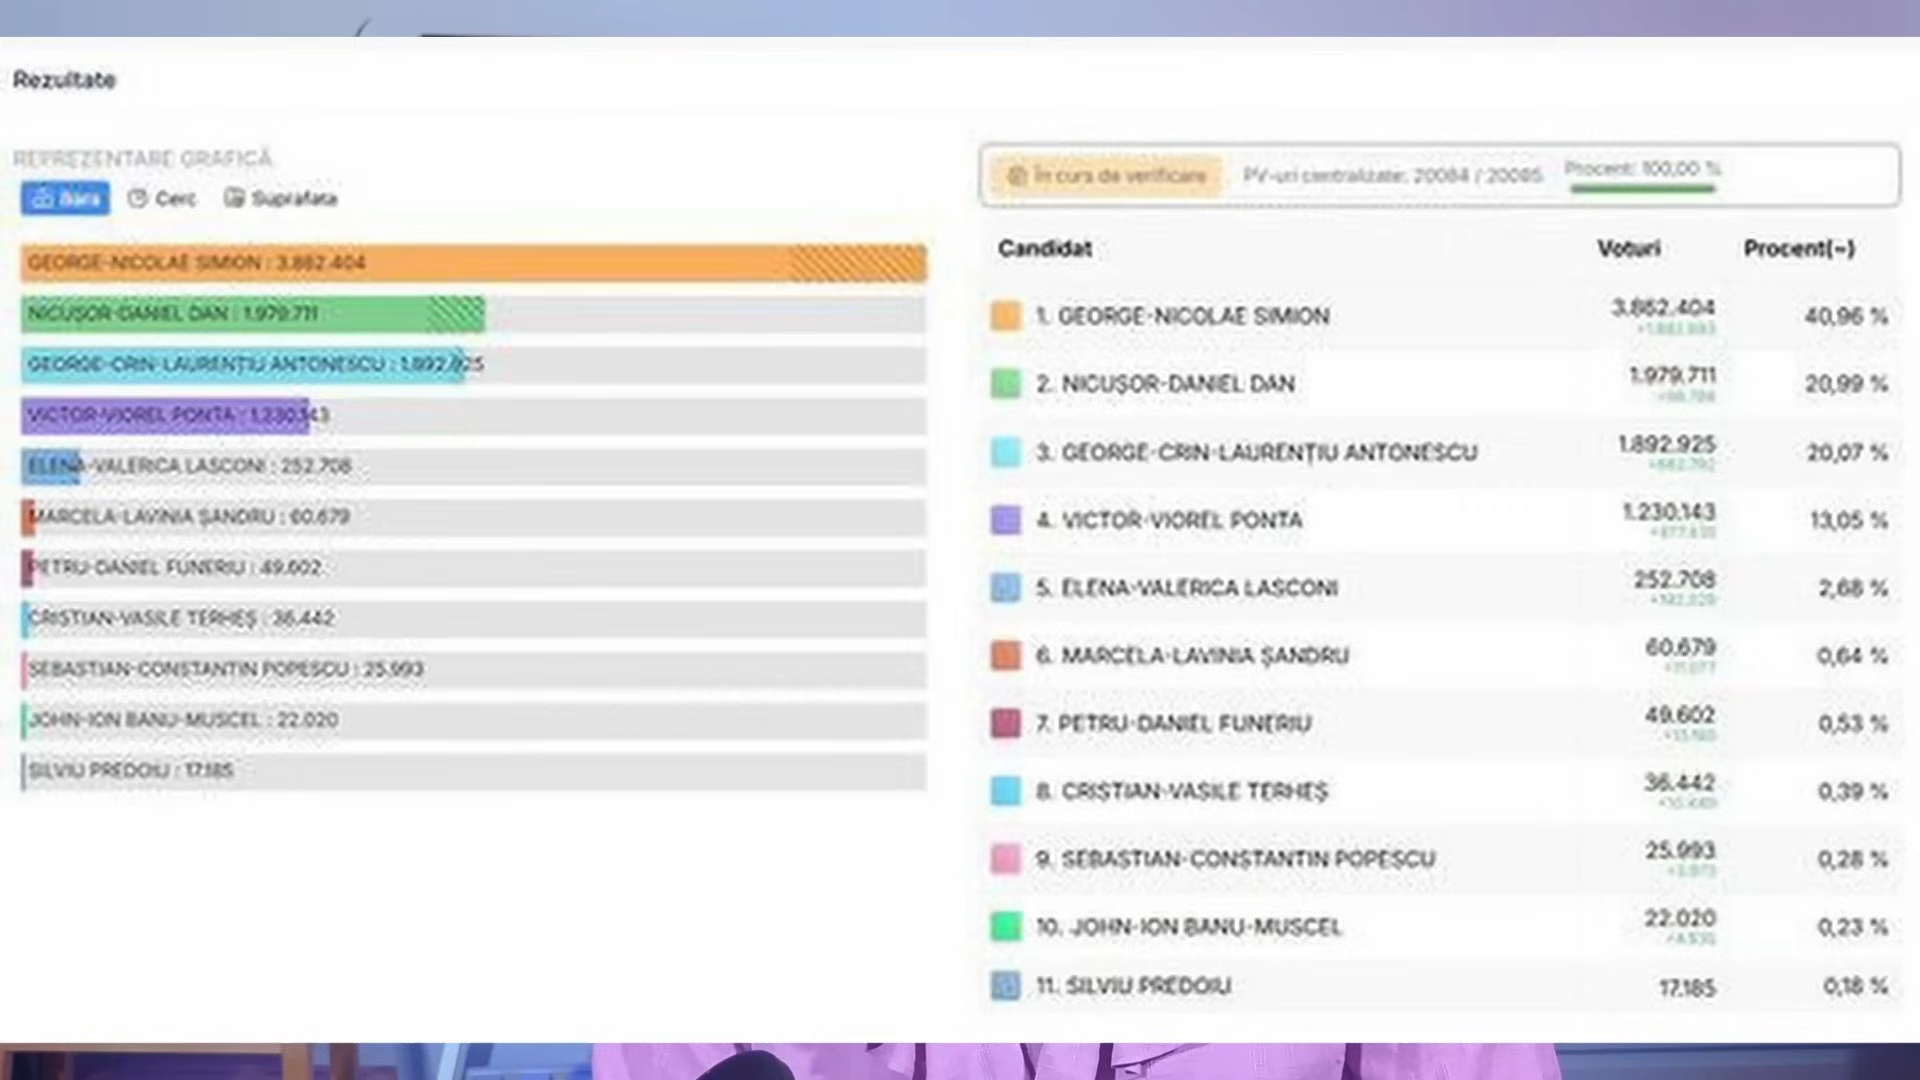 Rezultate
REPREZENTARE GRAFICĂ
Bara Cerc Suprafata
GEORGE-NICOLAE SIMION : 3.862.404
NICUȘOR-DANIEL DAN : 1.979.711
GEORGE-CRIN-LAURENȚIU ANTONESCU : 1.892.925
VICTOR-VIOREL PONTA : 1.230.143
ELENA-VALERICA LASCONI : 252.708
MARCELA-LAVINIA ȘANDRU : 60.679
PETRU-DANIEL FUNERIU : 49.602
CRISTIAN-VASILE TERHEȘ : 36.442
SEBASTIAN-CONSTANTIN POPESCU : 25.993
JOHN-ION BANU-MUSCEL : 22.020
SILVIU PREDOIU : 17.185
În curs de verificare PV-uri centralizate: 20084 / 20085 Procent: 100,00 %
Candidat Voturi Procent(~)
1. GEORGE-NICOLAE SIMION 3.862.404 40,96 %
2. NICUȘOR-DANIEL DAN 1.979.711 20,99 %
3. GEORGE-CRIN-LAURENȚIU ANTONESCU 1.892.925 20,07 %
4. VICTOR-VIOREL PONTA 1.230.143 13,05 %
5. ELENA-VALERICA LASCONI 252.708 2,68 %
6. MARCELA-LAVINIA ȘANDRU 60.679 0,64 %
7. PETRU-DANIEL FUNERIU 49.602 0,53 %
8. CRISTIAN-VASILE TERHEȘ 36.442 0,39 %
9. SEBASTIAN-CONSTANTIN POPESCU 25.993 0,28 %
10. JOHN-ION BANU-MUSCEL 22.020 0,23 %
11. SILVIU PREDOIU 17.185 0,18 %